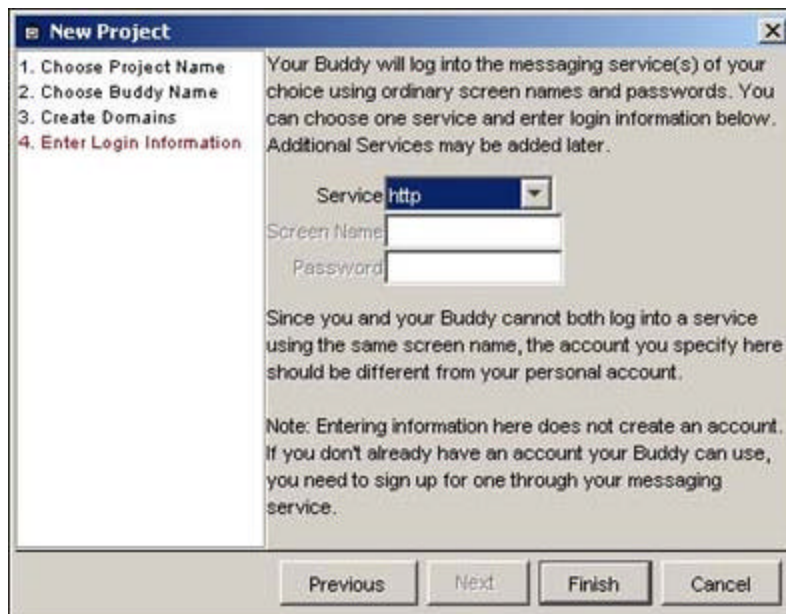 New Project
1. Choose Project Name
2. Choose Buddy Name
3. Create Domains
4. Enter Login Information
Your Buddy will log into the messaging service(s) of your
choice using ordinary screen names and passwords. You
can choose one service and enter login information below.
Additional Services may be added later.
Service http
Screen Name
Password
Since you and your Buddy cannot both log into a service
using the same screen name, the account you specify here
should be different from your personal account.
Note: Entering information here does not create an account.
If you don't already have an account your Buddy can use,
you need to sign up for one through your messaging
service.
Previous Next Finish Cancel